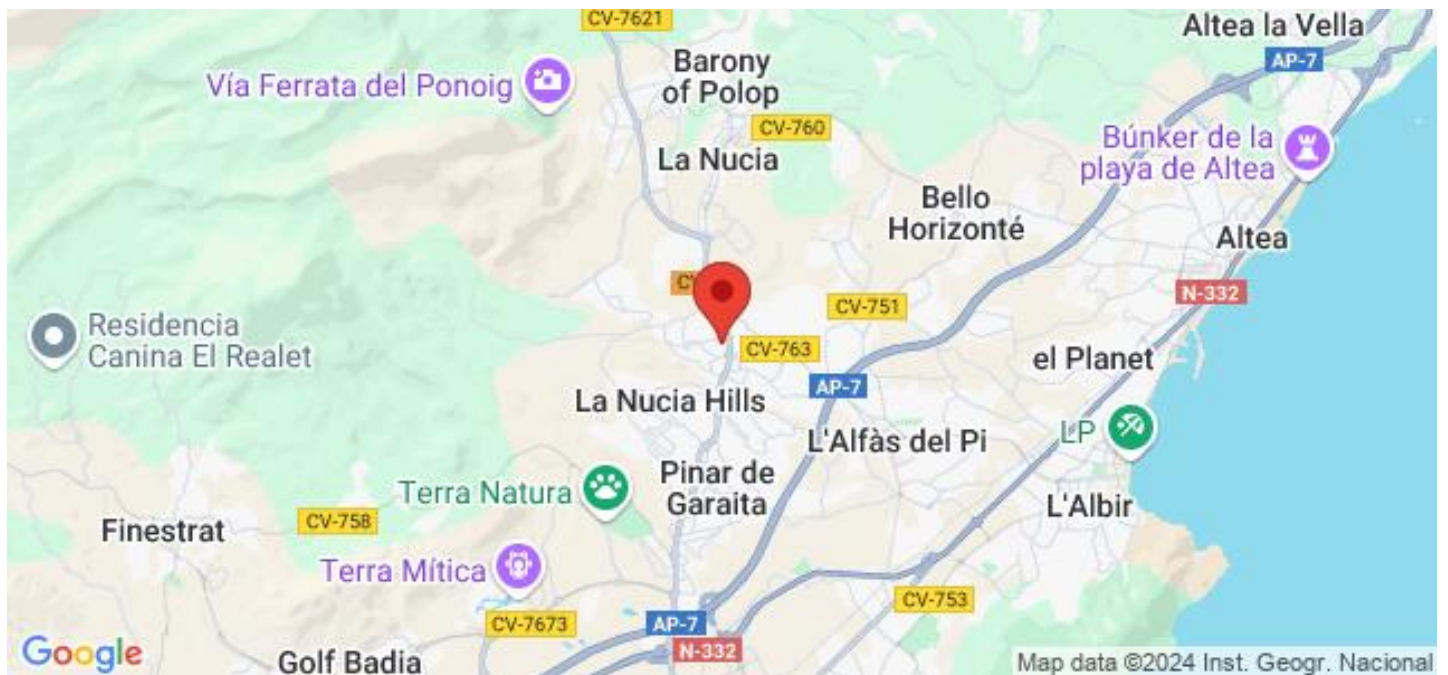 CV-7621
Altea la Vella
AP-7
Barony
of Polop
Vía Ferrata del Ponoig
CV-760
Búnker de la
playa de Altea
La Nucia
Bello
Horizonté
Altea
N-332
CV-751
Residencia
Canina El Realet
CV-763
el Planet
AP-7
La Nucia Hills
LP
L'Alfàs del Pi
Pinar de
Garaita
Terra Natura
L'Albir
CV-758
Finestrat
Terra Mítica
CV-753
CV-7673
AP-7
N-332
Google
Golf Badia
Map data ©2024 Inst. Geogr. Nacional